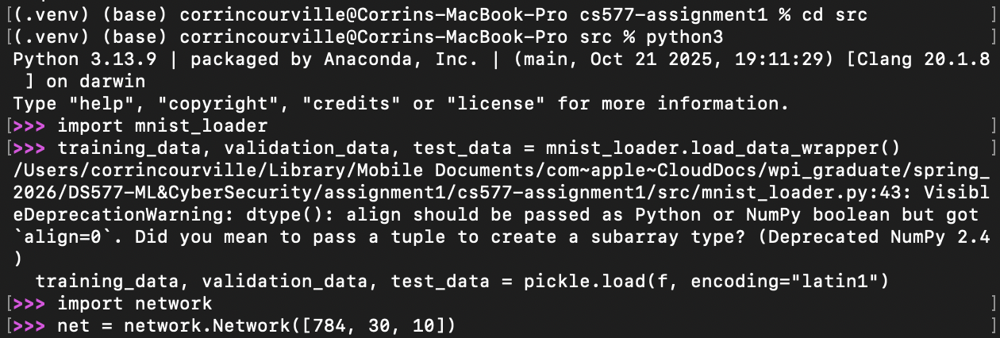 [(.venv) (base) corrincourville@Corrins-MacBook-Pro cs577-assignment1 % cd src ]
[(.venv) (base) corrincourville@Corrins-MacBook-Pro src % python3 ]
Python 3.13.9 | packaged by Anaconda, Inc. | (main, Oct 21 2025, 19:11:29) [Clang 20.1.8
 ] on darwin
Type "help", "copyright", "credits" or "license" for more information.
[>>> import mnist_loader ]
[>>> training_data, validation_data, test_data = mnist_loader.load_data_wrapper() ]
/Users/corrincourville/Library/Mobile Documents/com~apple~CloudDocs/wpi_graduate/spring_
2026/DS577-ML&CyberSecurity/assignment1/cs577-assignment1/src/mnist_loader.py:43: Visibl
eDeprecationWarning: dtype(): align should be passed as Python or NumPy boolean but got
`align=0`. Did you mean to pass a tuple to create a subarray type? (Deprecated NumPy 2.4
)
  training_data, validation_data, test_data = pickle.load(f, encoding="latin1")
[>>> import network ]
[>>> net = network.Network([784, 30, 10]) ]